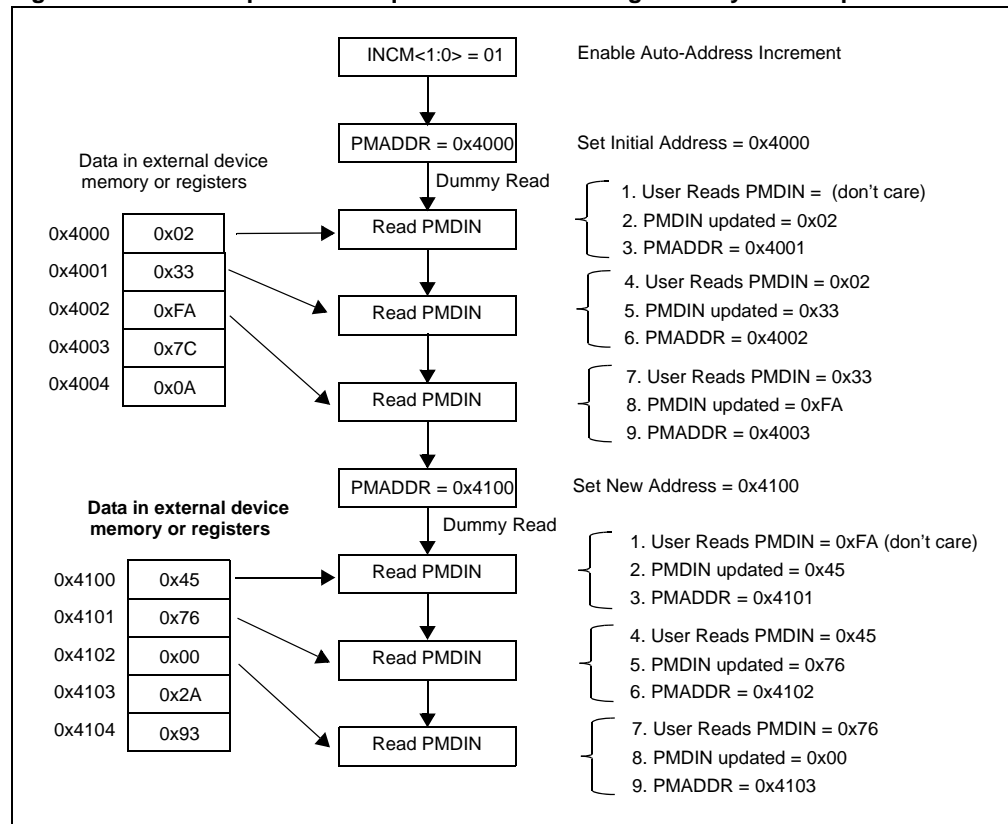 INCM<1:0> = 01
Enable Auto-Address Increment
PMADDR = 0x4000
Set Initial Address = 0x4000
Data in external device
memory or registers
Dummy Read
0x4000 0x02
0x4001 0x33
0x4002 0xFA
0x4003 0x7C
0x4004 0x0A
Read PMDIN
1. User Reads PMDIN = (don't care)
2. PMDIN updated = 0x02
3. PMADDR = 0x4001
Read PMDIN
4. User Reads PMDIN = 0x02
5. PMDIN updated = 0x33
6. PMADDR = 0x4002
Read PMDIN
7. User Reads PMDIN = 0x33
8. PMDIN updated = 0xFA
9. PMADDR = 0x4003
PMADDR = 0x4100
Set New Address = 0x4100
Data in external device
memory or registers
Dummy Read
0x4100 0x45
0x4101 0x76
0x4102 0x00
0x4103 0x2A
0x4104 0x93
Read PMDIN
1. User Reads PMDIN = 0xFA (don't care)
2. PMDIN updated = 0x45
3. PMADDR = 0x4101
Read PMDIN
4. User Reads PMDIN = 0x45
5. PMDIN updated = 0x76
6. PMADDR = 0x4102
Read PMDIN
7. User Reads PMDIN = 0x76
8. PMDIN updated = 0x00
9. PMADDR = 0x4103